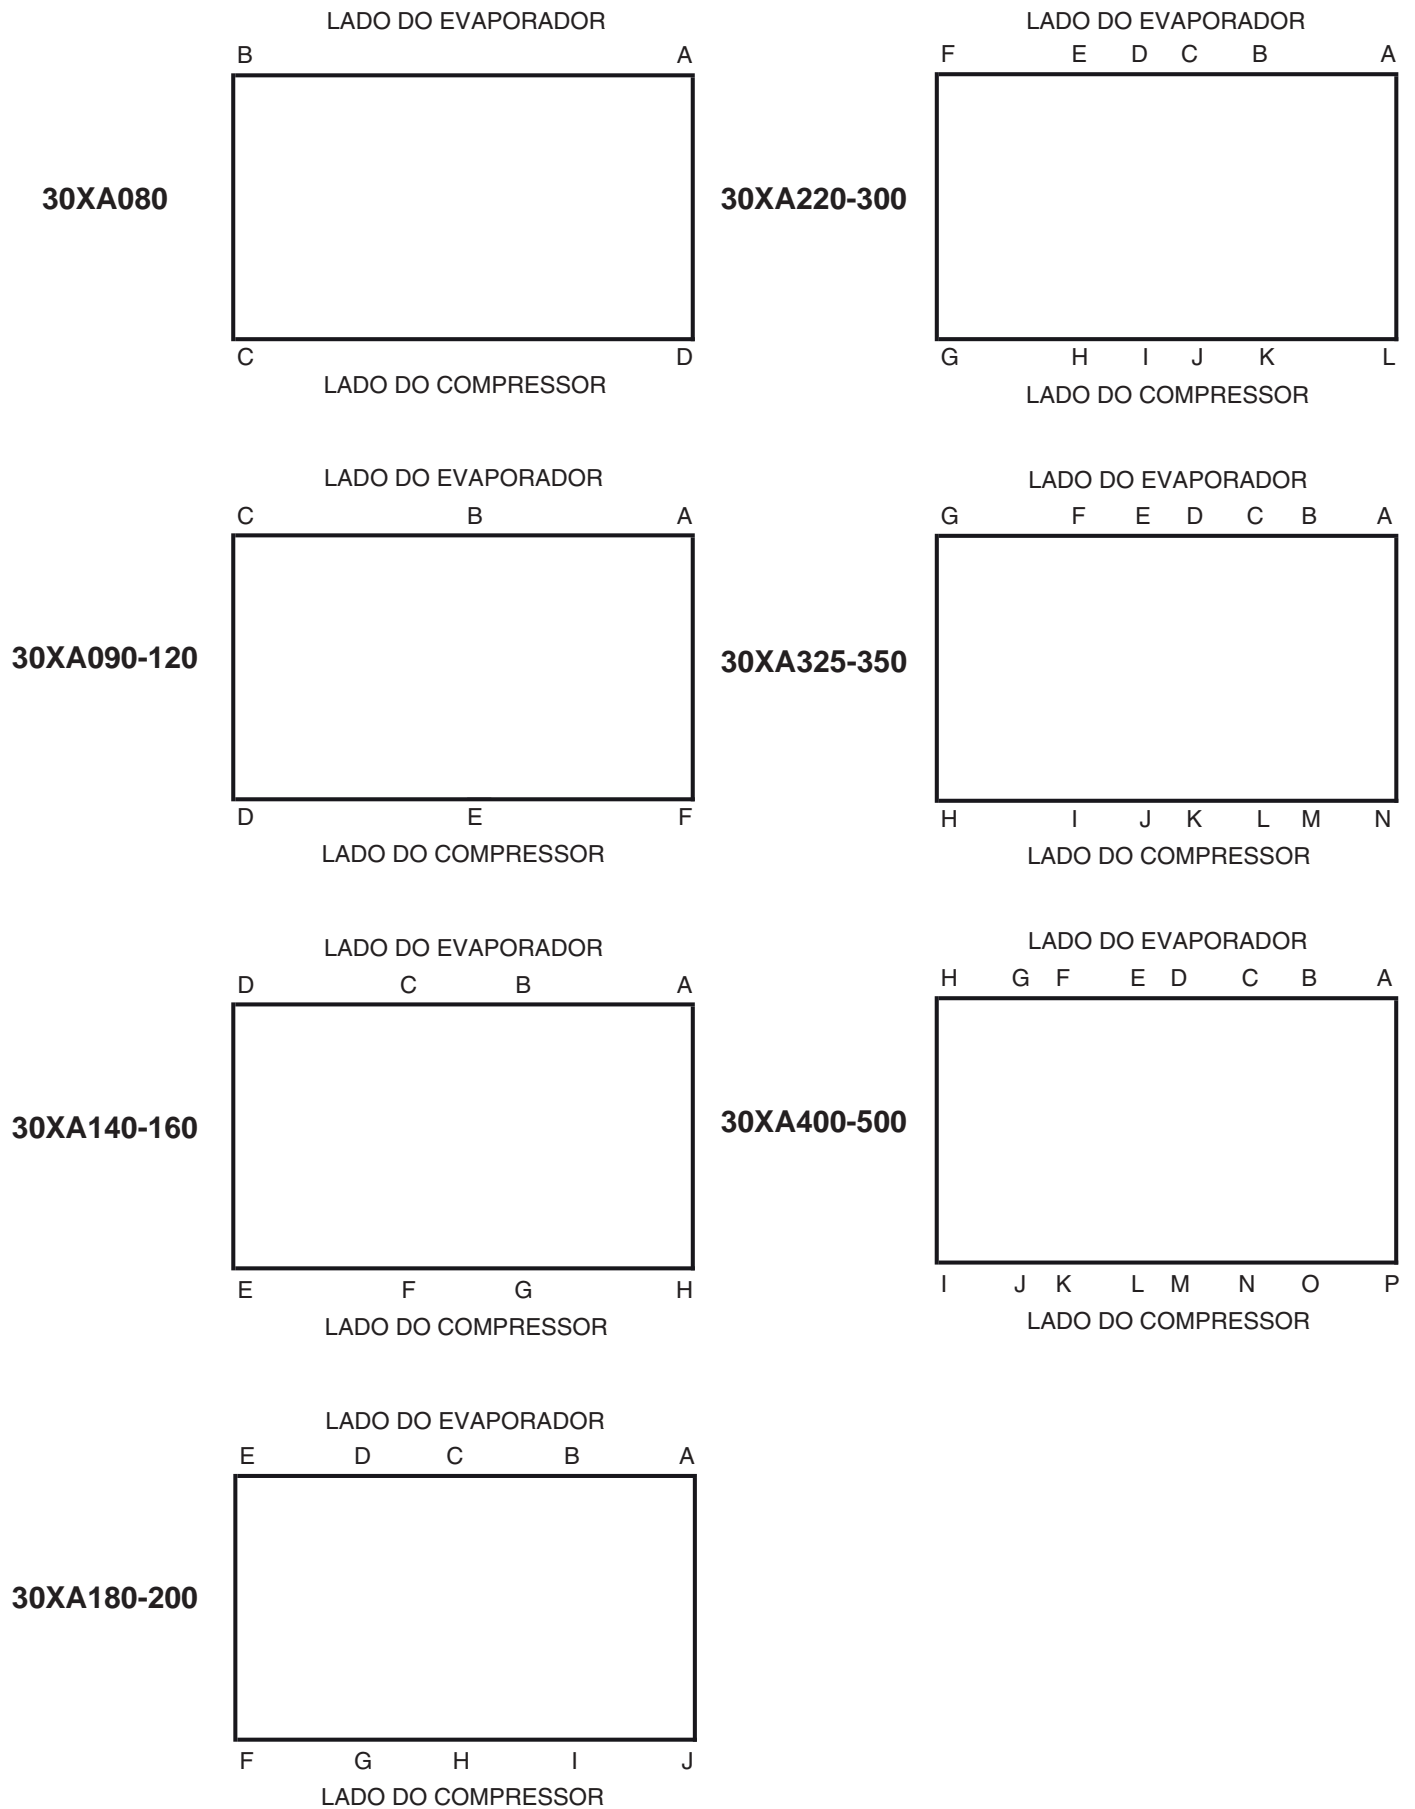 LADO DO EVAPORADOR
B A
30XA080
C D
LADO DO COMPRESSOR
LADO DO EVAPORADOR
C B A
30XA090-120
D E F
LADO DO COMPRESSOR
LADO DO EVAPORADOR
D C B A
30XA140-160
E F G H
LADO DO COMPRESSOR
LADO DO EVAPORADOR
E D C B A
30XA180-200
F G H I J
LADO DO COMPRESSOR
LADO DO EVAPORADOR
F E D C B A
30XA220-300
G H I J K L
LADO DO COMPRESSOR
LADO DO EVAPORADOR
G F E D C B A
30XA325-350
H I J K L M N
LADO DO COMPRESSOR
LADO DO EVAPORADOR
H G F E D C B A
30XA400-500
I J K L M N O P
LADO DO COMPRESSOR